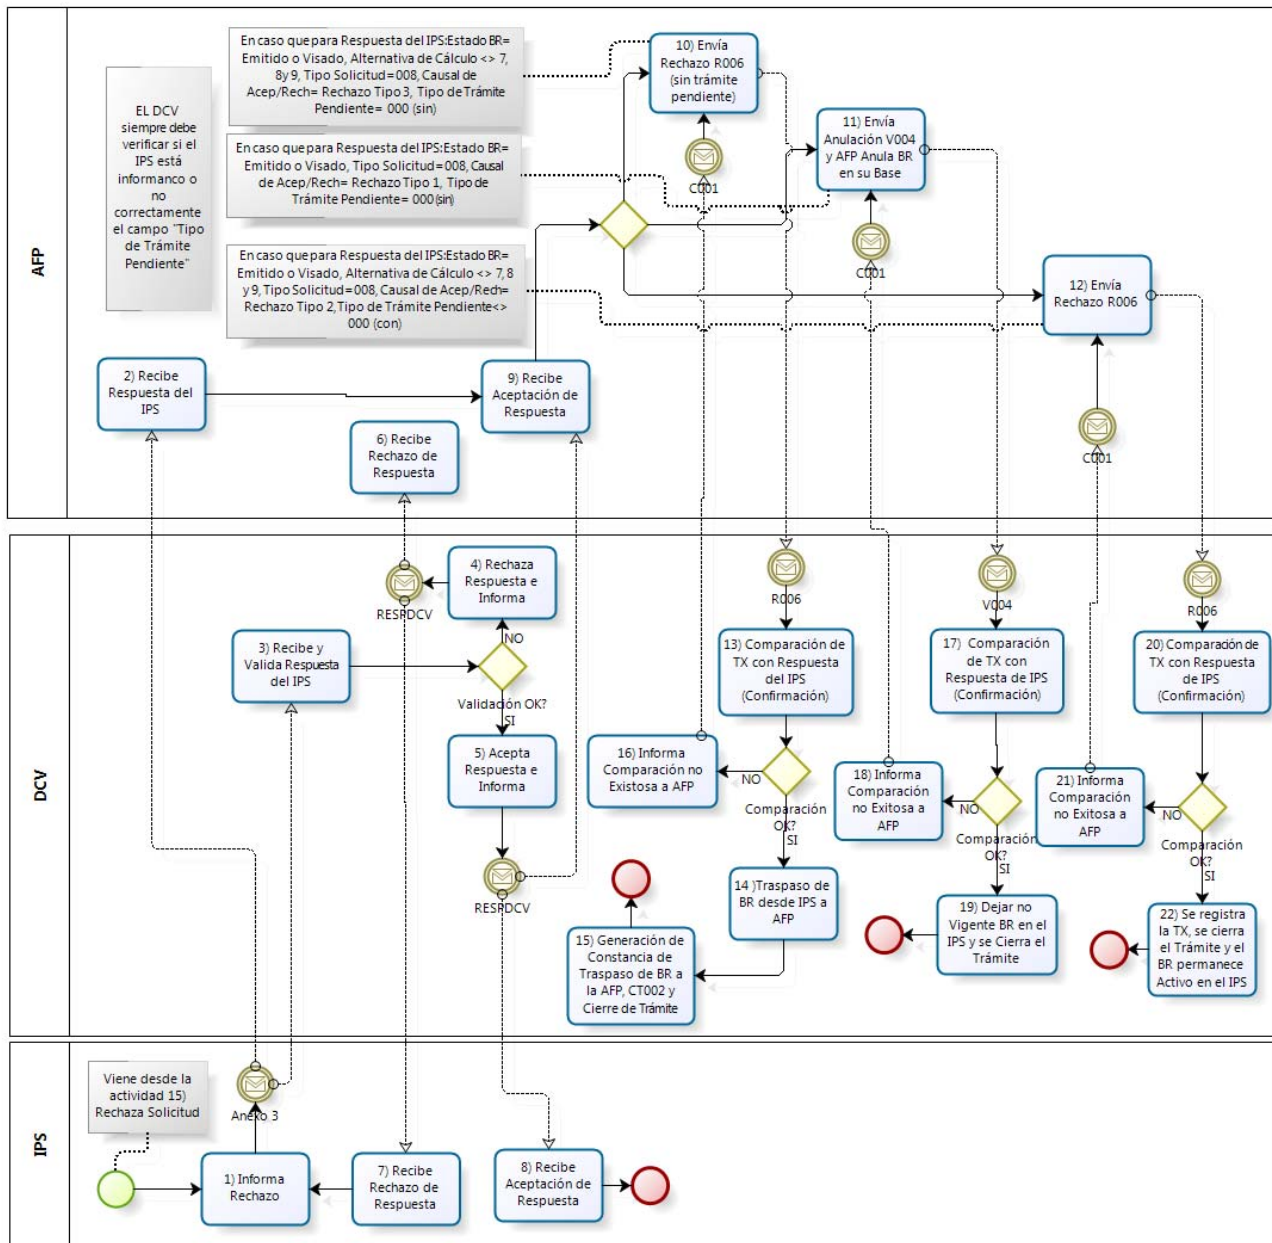 AFP
EL DCV
siempre debe
verificar si el
IPS está
informanco o
no
correctamente
el campo "Tipo
de Trámite
Pendiente"
En caso que para Respuesta del IPS:Estado BR=
Emitido o Visado, Alternativa de Cálculo <> 7,
8y 9, Tipo Solicitud=008, Causal de
Acep/Rech= Rechazo Tipo 3, Tipo de Trámite
Pendiente= 000 (sin)
En caso que para Respuesta del IPS:Estado BR=
Emitido o Visado, Tipo Solicitud=008, Causal
de Acep/Rech= Rechazo Tipo 1, Tipo de
Trámite Pendiente= 000 (sin)
En caso que para Respuesta del IPS:Estado BR=
Emitido o Visado, Alternativa de Cálculo <> 7, 8
y 9, Tipo Solicitud=008, Causal de Acep/Rech=
Rechazo Tipo 2,Tipo de Trámite Pendiente<>
000 (con)
10) Envía
Rechazo R006
(sin trámite
pendiente)
C001
11) Envía
Anulación V004
y AFP Anula BR
en su Base
C001
12) Envía
Rechazo R006
C001
2) Recibe
Respuesta del
IPS
9) Recibe
Aceptación de
Respuesta
6) Recibe
Rechazo de
Respuesta
DCV
3) Recibe y
Valida Respuesta
del IPS
4) Rechaza
Respuesta e
Informa
RESPDCV
NO
Validación OK?
SI
5) Acepta
Respuesta e
Informa
RESPDCV
R006
13) Comparación de
TX con Respuesta
del IPS
(Confirmación)
NO
Comparación
OK?
SI
16) Informa
Comparación no
Existosa a AFP
14 )Traspaso de
BR desde IPS a
AFP
15) Generación de
Constancia de
Traspaso de BR a
la AFP, CT002 y
Cierre de Trámite
V004
17) Comparación
de TX con
Respuesta de IPS
(Confirmación)
NO
Comparación
OK?
SI
18) Informa
Comparación
no Exitosa a
AFP
19) Dejar no
Vigente BR en el
IPS y se Cierra el
Trámite
R006
20) Comparación de
TX con Respuesta
de IPS
(Confirmación)
NO
Comparación
OK?
SI
21) Informa
Comparación
no Exitosa a
AFP
22) Se registra
la TX, se cierra
el Trámite y el
BR permanece
Activo en el IPS
IPS
Viene desde la
actividad 15)
Rechaza Solicitud
Anexo 3
1) Informa
Rechazo
7) Recibe
Rechazo de
Respuesta
8) Recibe
Aceptación de
Respuesta